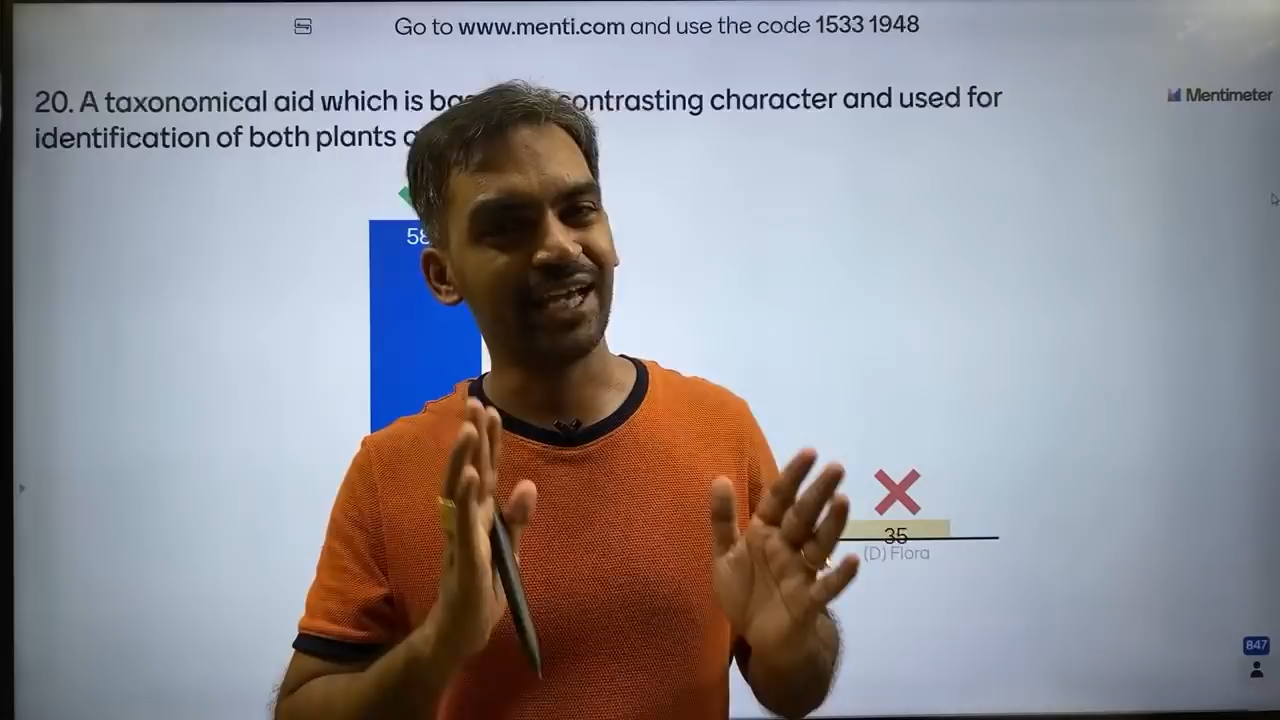 Go to www.menti.com and use the code 1533 1948
20. A taxonomical aid which is contrasting character and used for
Mentimeter
identification of both plants
58
35
(D) Flora
847